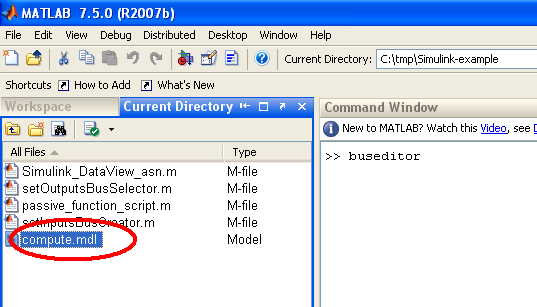 MATLAB 7.5.0 (R2007b)
File Edit View Debug Distributed Desktop Window Help
Current Directory: C:\tmp\Simulink-example
Shortcuts How to Add What's New
Workspace Current Directory Command Window
New to MATLAB? Watch this Video, see De
All Files Type
>> buseditor
Simulink_DataView_asn.m M-file
setOutputsBusSelector.m M-file
passive_function_script.m M-file
setInputsBusCreator.m M-file
compute.mdl Model